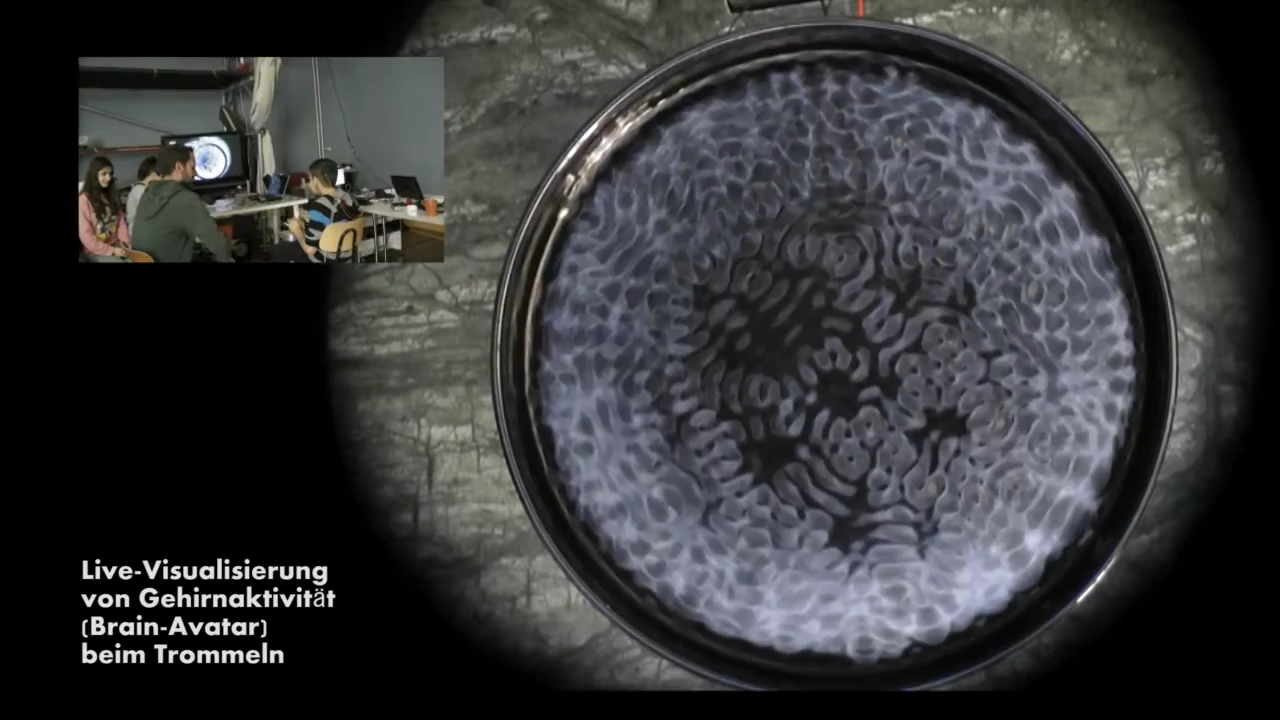 Live-Visualisierung
von Gehirnaktivität
(Brain-Avatar)
beim Trommeln